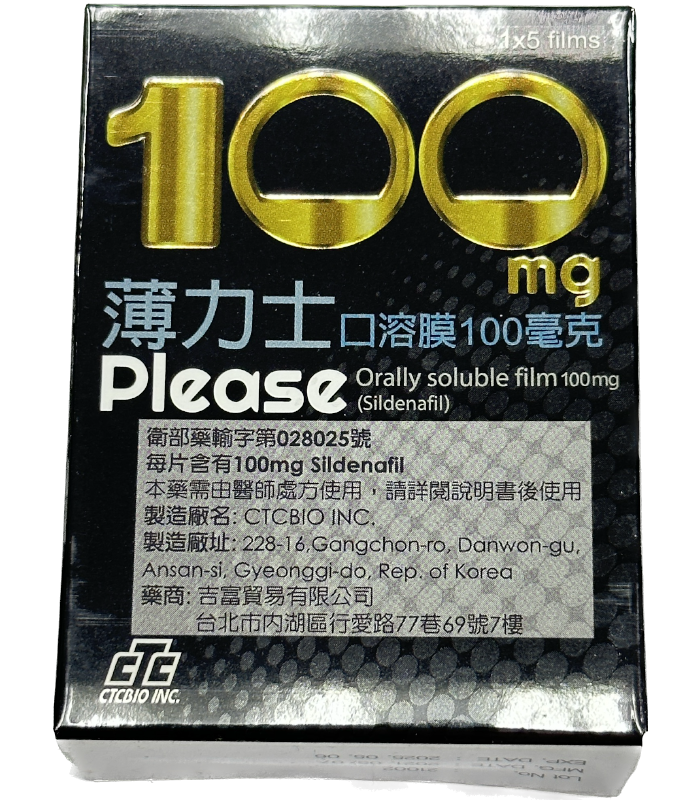 1x5 films
100
mg
薄力士口溶膜100毫克
Please Orally soluble film 100mg
(Sildenafil)
衛部藥輸字第028025號
每片含有100mg Sildenafil
本藥需由醫師處方使用，請詳閱說明書後使用
製造廠名: CTCBIO INC.
製造廠址: 228-16,Gangchon-ro, Danwon-gu,
Ansan-si, Gyeonggi-do, Rep. of Korea
藥商: 吉富貿易有限公司
台北市內湖區行愛路77巷69號7樓
CTC
CTCBIO INC.
Lot No.
MFG. DATE :
EXP. DATE :